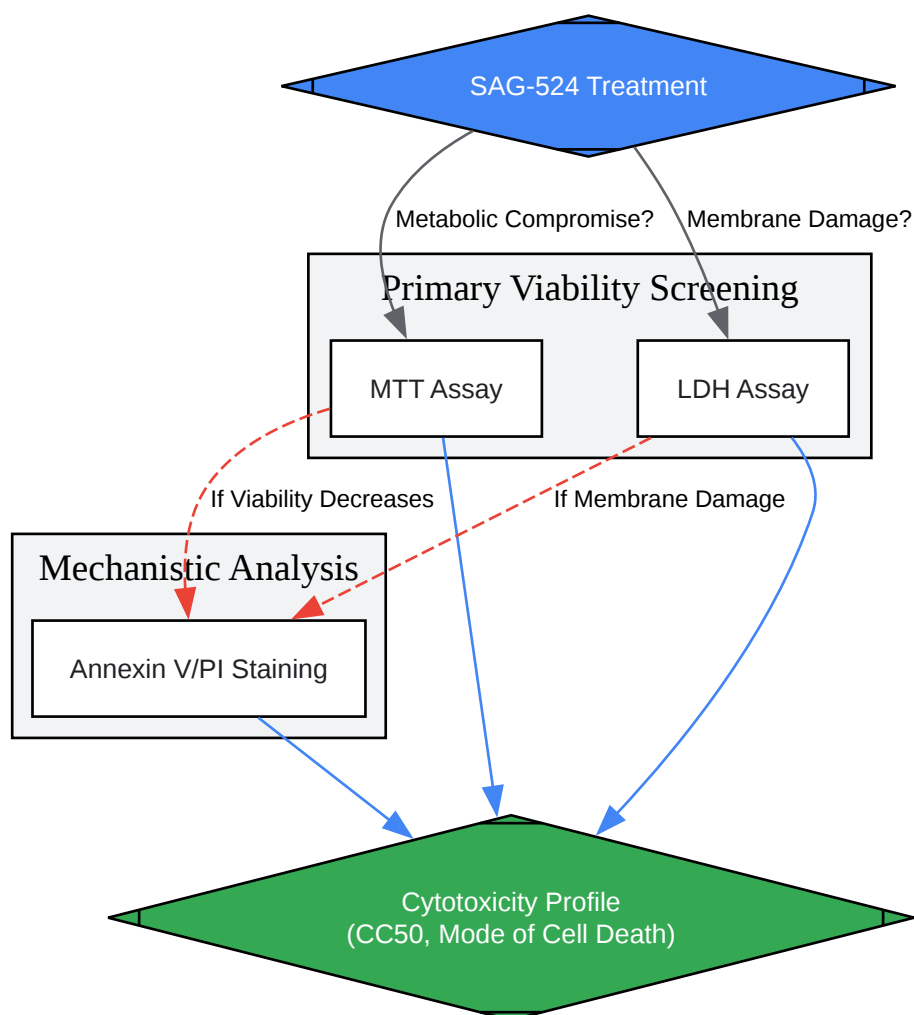 SAG-524 Treatment
Metabolic Compromise?
Membrane Damage?
Primary Viability Screening
MTT Assay
LDH Assay
If Viability Decreases
If Membrane Damage
Mechanistic Analysis
Annexin V/PI Staining
Cytotoxicity Profile
(CC50, Mode of Cell Death)